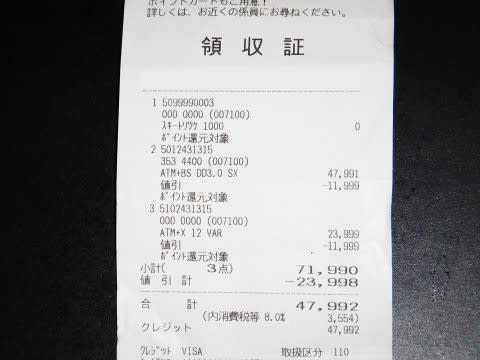 ポイントカードもご用意！
詳しくは、お近くの係員にお尋ねください。
領収証
1 5099990003
000 0000 (007100)
スキートリツケ 1000 0
ポイント還元対象
2 5012431315
353 4400 (007100)
ATM+BS DD3.0 SX 47,991
値引 -11,999
ポイント還元対象
3 5102431315
000 0000 (007100)
ATM+X 12 VAR 23,999
値引 -11,999
ポイント還元対象
小計( 3点) 71,990
値 引 計 -23,998
合 計 47,992
(内消費税等 8.0% 3,554)
クレジット 47,992
クレジット VISA 取扱区分 110